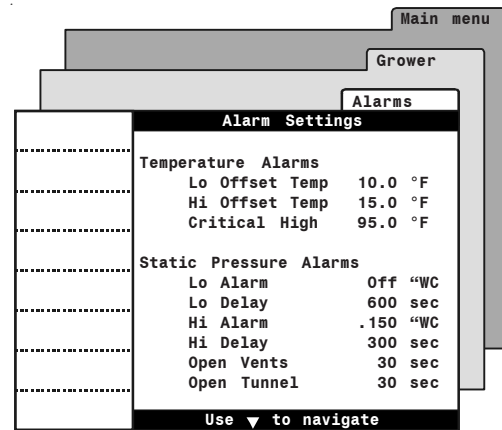 Main menu
Grower
Alarms
Alarm Settings
Temperature Alarms
Lo Offset Temp 10.0 °F
Hi Offset Temp 15.0 °F
Critical High 95.0 °F
Static Pressure Alarms
Lo Alarm Off “WC
Lo Delay 600 sec
Hi Alarm .150 “WC
Hi Delay 300 sec
Open Vents 30 sec
Open Tunnel 30 sec
Use ▼ to navigate